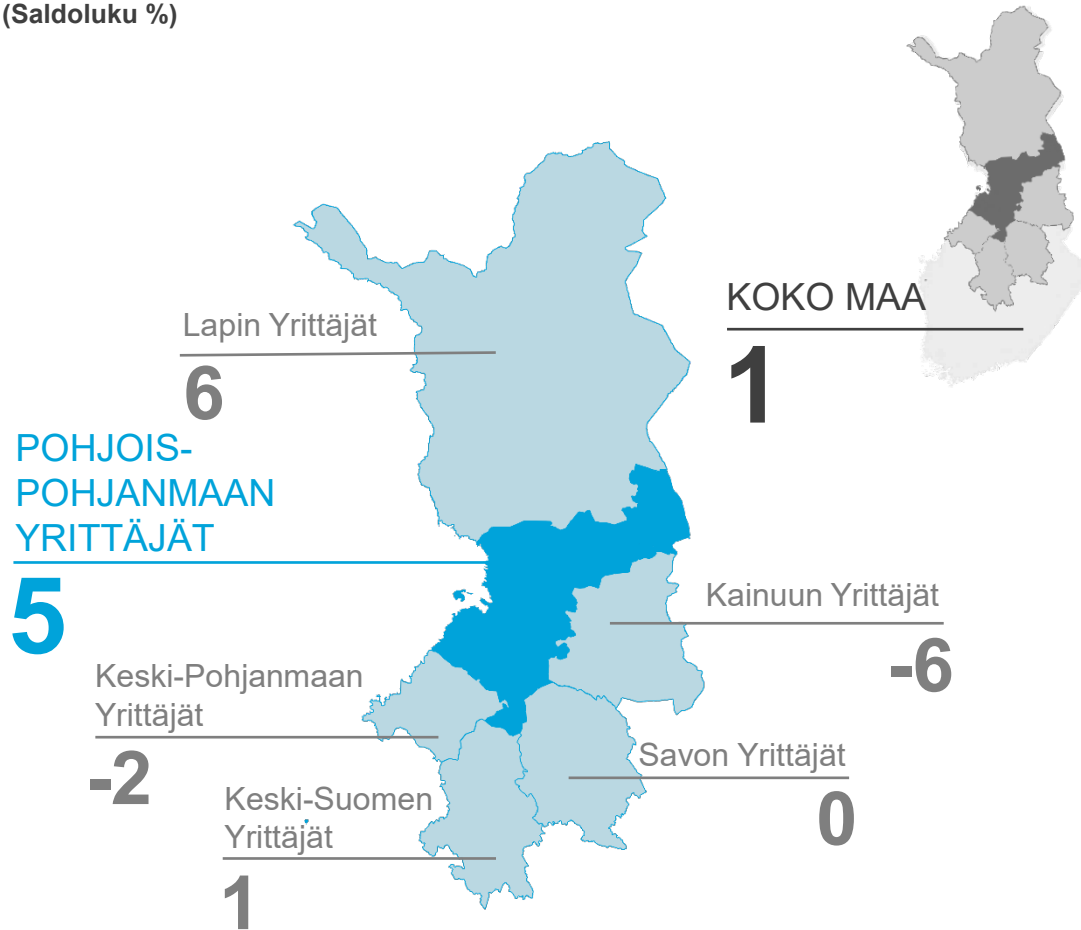 (Saldoluku %)
KOKO MAA
1
Lapin Yrittäjät
6
POHJOIS-
POHJANMAAN
YRITTÄJÄT
5
Kainuun Yrittäjät
-6
Keski-Pohjanmaan
Yrittäjät
-2
Savon Yrittäjät
0
Keski-Suomen
Yrittäjät
1